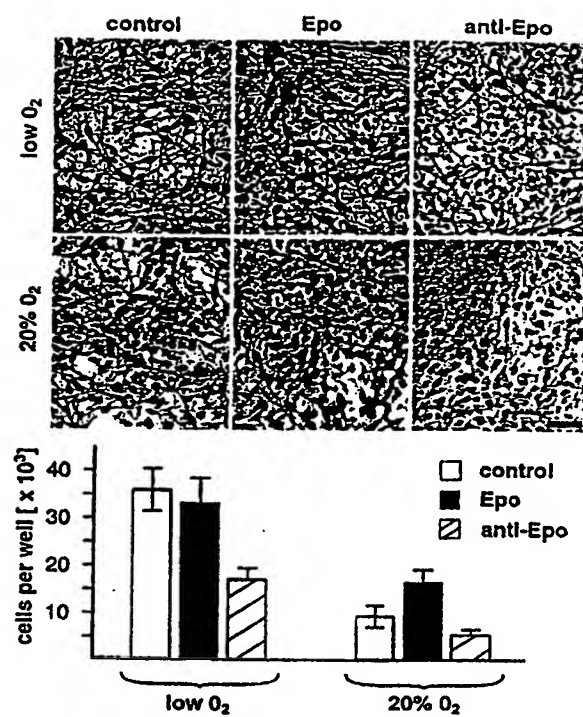 control Epo anti-Epo
low O₂
20% O₂
cells per well [ x 10³]
40
30
20
10
control
Epo
anti-Epo
low O₂ 20% O₂